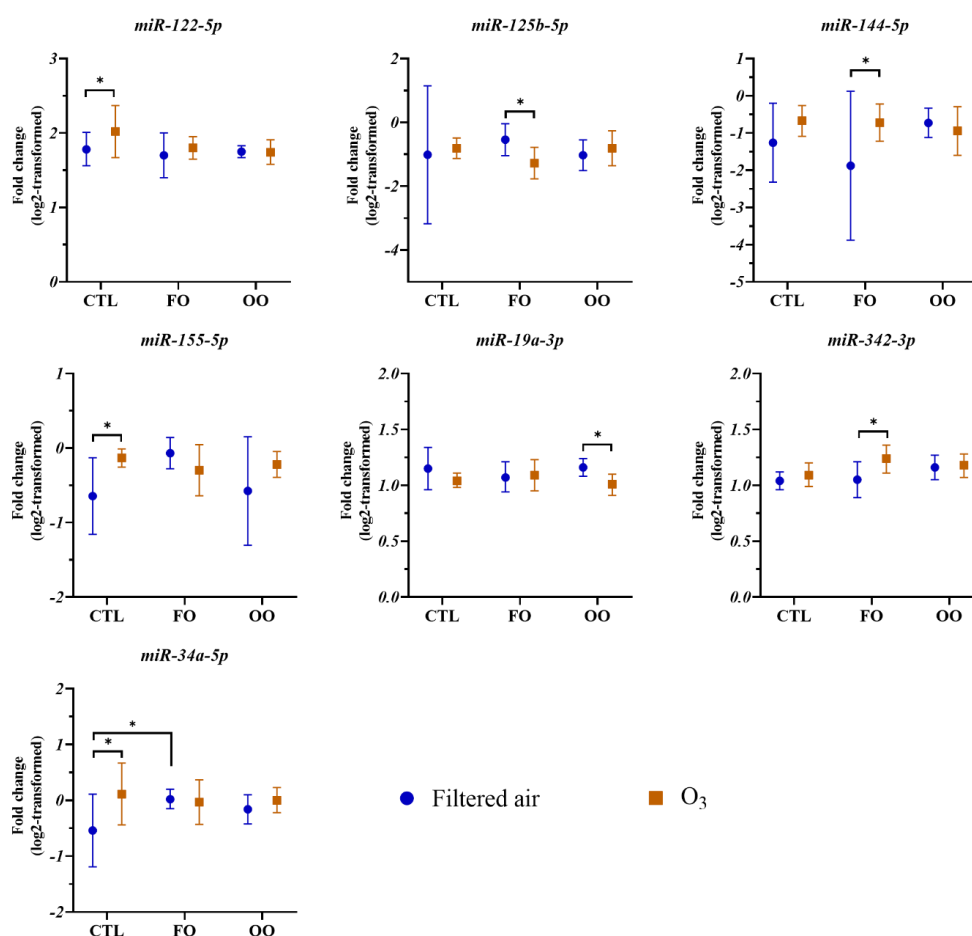 miR-122-5p
Fold change
(log2-transformed)
3
2
1
0
*
CTL FO OO
miR-125b-5p
Fold change
(log2-transformed)
2
0
-2
-4
*
CTL FO OO
miR-144-5p
Fold change
(log2-transformed)
1
0
-1
-2
-3
-4
-5
*
CTL FO OO
miR-155-5p
Fold change
(log2-transformed)
1
0
-1
-2
*
CTL FO OO
miR-19a-3p
Fold change
(log2-transformed)
2.0
1.5
1.0
0.5
0.0
*
CTL FO OO
miR-342-3p
Fold change
(log2-transformed)
2.0
1.5
1.0
0.5
0.0
*
CTL FO OO
miR-34a-5p
Fold change
(log2-transformed)
2
1
0
-1
-2
*
*
CTL FO OO
Filtered air
O₃